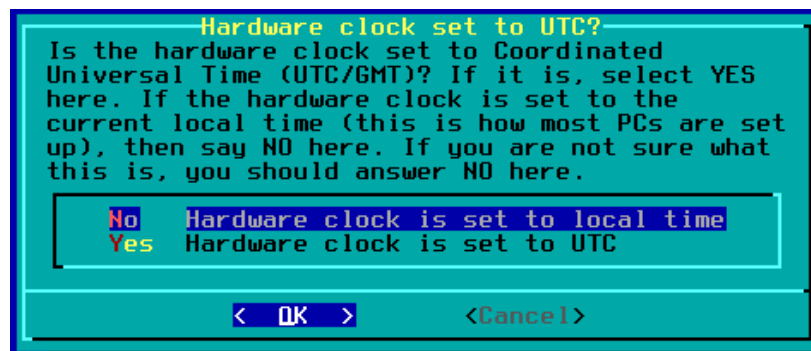 Hardware clock set to UTC?
Is the hardware clock set to Coordinated
Universal Time (UTC/GMT)? If it is, select YES
here. If the hardware clock is set to the
current local time (this is how most PCs are set
up), then say NO here. If you are not sure what
this is, you should answer NO here.
No Hardware clock is set to local time
Yes Hardware clock is set to UTC
< OK > <Cancel>